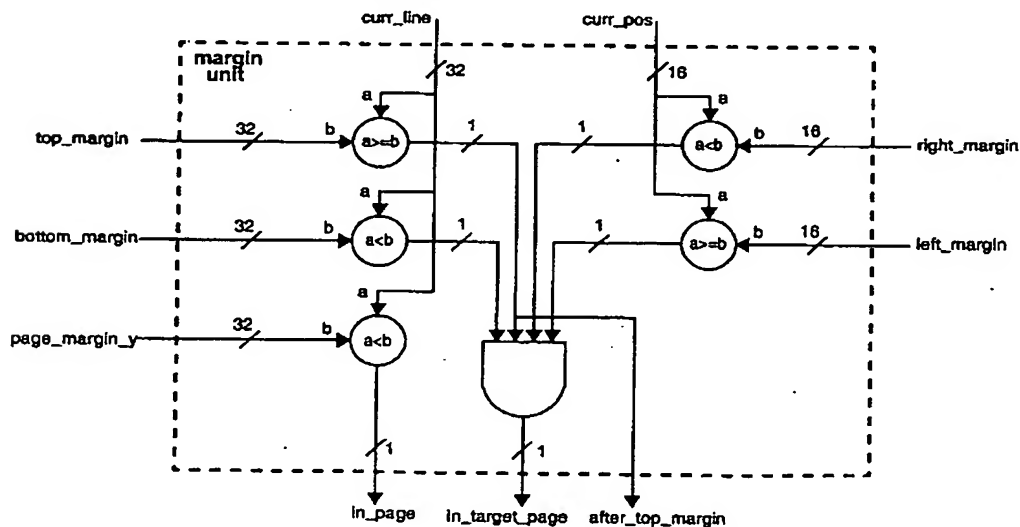 curr_line
curr_pos
margin
unit
32
16
a
a
top_margin
32
b
a>=b
1
1
a<b
b
16
right_margin
a
a
bottom_margin
32
b
a<b
1
1
a>=b
b
16
left_margin
a
page_margin_y
32
b
a<b
1
1
in_page
in_target_page
after_top_margin